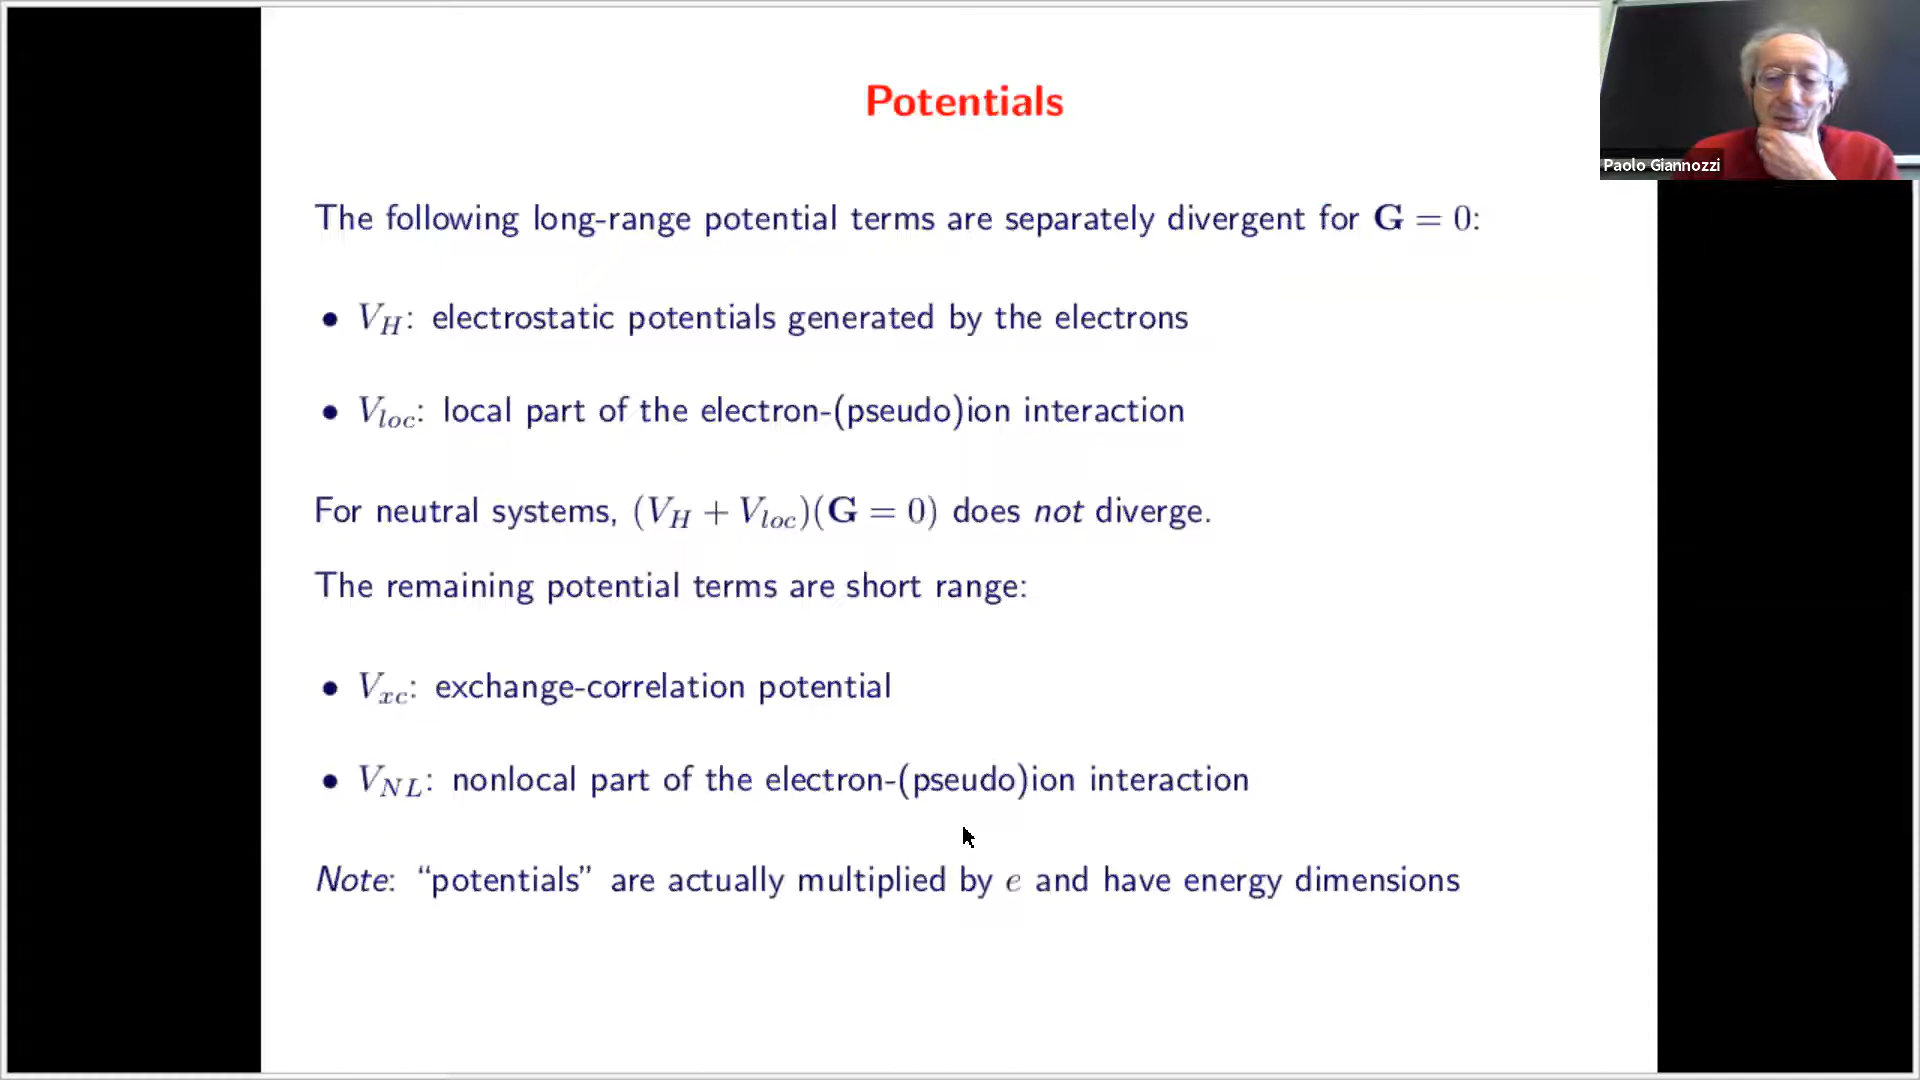 Potentials
Paolo Giannozzi
The following long-range potential terms are separately divergent for G = 0:
• V_H: electrostatic potentials generated by the electrons
• V_loc: local part of the electron-(pseudo)ion interaction
For neutral systems, (V_H + V_loc)(G = 0) does not diverge.
The remaining potential terms are short range:
• V_xc: exchange-correlation potential
• V_NL: nonlocal part of the electron-(pseudo)ion interaction
Note: “potentials” are actually multiplied by e and have energy dimensions